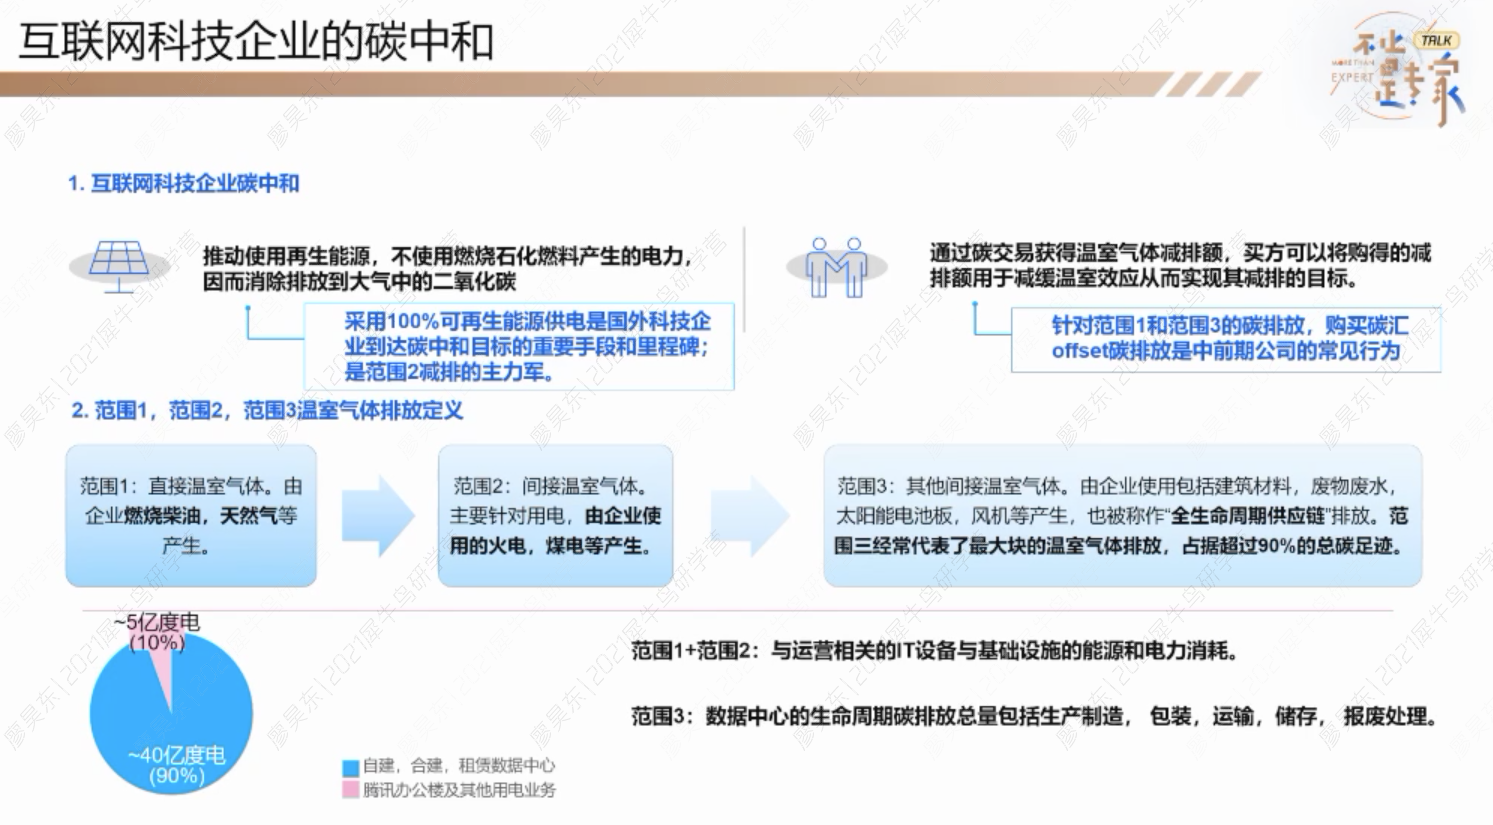 互联网科技企业的碳中和
不止
TALK
MORE THAN
EXPERT
是专家
1. 互联网科技企业碳中和
推动使用再生能源，不使用燃烧石化燃料产生的电力，
因而消除排放到大气中的二氧化碳
采用100%可再生能源供电是国外科技企
业到达碳中和目标的重要手段和里程碑；
是范围2减排的主力军。
通过碳交易获得温室气体减排额，买方可以将购得的减
排额用于减缓温室效应从而实现其减排的目标。
针对范围1和范围3的碳排放，购买碳汇
offset碳排放是中前期公司的常见行为
2. 范围1，范围2，范围3温室气体排放定义
范围1：直接温室气体。由
企业燃烧柴油，天然气等
产生。
范围2：间接温室气体。
主要针对用电，由企业使
用的火电，煤电等产生。
范围3：其他间接温室气体。由企业使用包括建筑材料，废物废水，
太阳能电池板，风机等产生，也被称作“全生命周期供应链”排放。范
围三经常代表了最大块的温室气体排放，占据超过90%的总碳足迹。
~5亿度电
(10%)
~40亿度电
(90%)
自建，合建，租赁数据中心
腾讯办公楼及其他用电业务
范围1+范围2：与运营相关的IT设备与基础设施的能源和电力消耗。
范围3：数据中心的生命周期碳排放总量包括生产制造， 包装，运输，储存， 报废处理。
廖昊东|2021犀牛鸟研学营